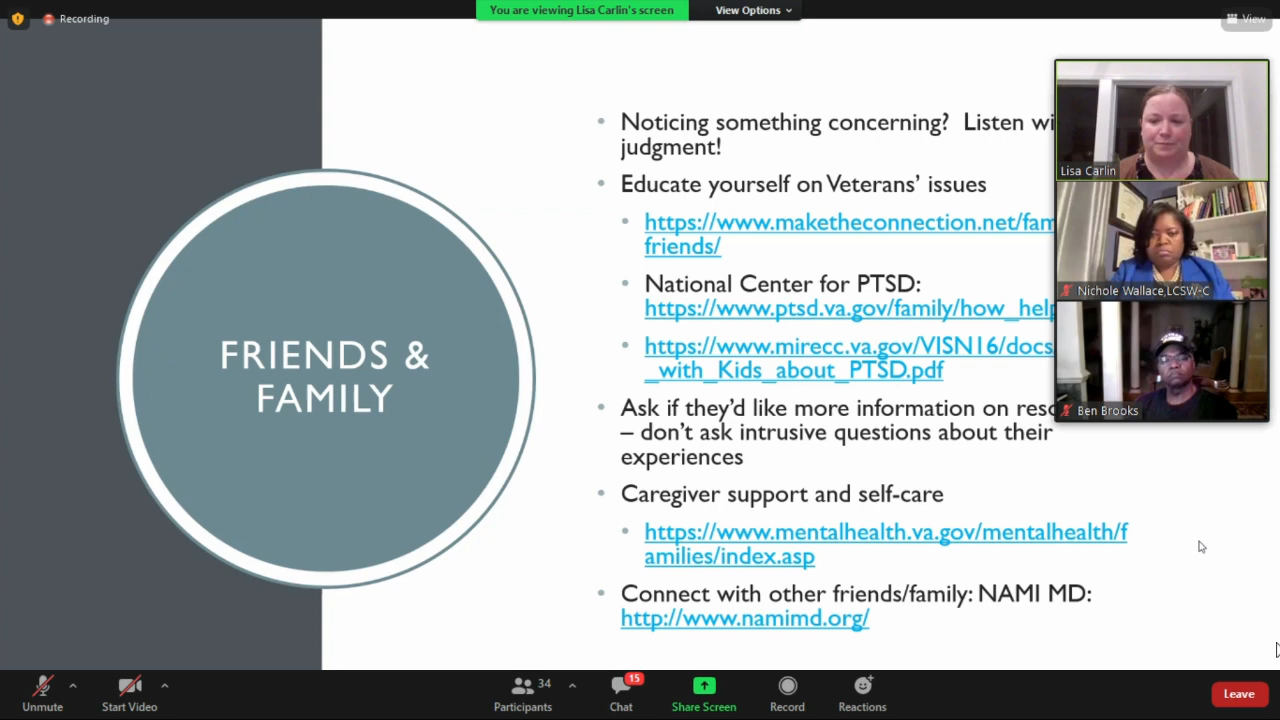 Recording
You are viewing Lisa Carlin's screen
View Options
View
FRIENDS &
FAMILY
Noticing something concerning? Listen
judgment!
Educate yourself on Veterans' issues
https://www.maketheconnection.net/fam
friends/
National Center for PTSD:
https://www.ptsd.va.gov/family/how_help
https://www.mirecc.va.gov/VISN16/docs
_with_Kids_about_PTSD.pdf
Ask if they'd like more information on
– don't ask intrusive questions about their
experiences
Caregiver support and self-care
https://www.mentalhealth.va.gov/mentalhealth/f
amilies/index.asp
Connect with other friends/family: NAMI MD:
http://www.namimd.org/
Lisa Carlin
Nichole Wallace,LCSW-C
Ben Brooks
Unmute
Start Video
34
Participants
15
Chat
Share Screen
Record
Reactions
Leave